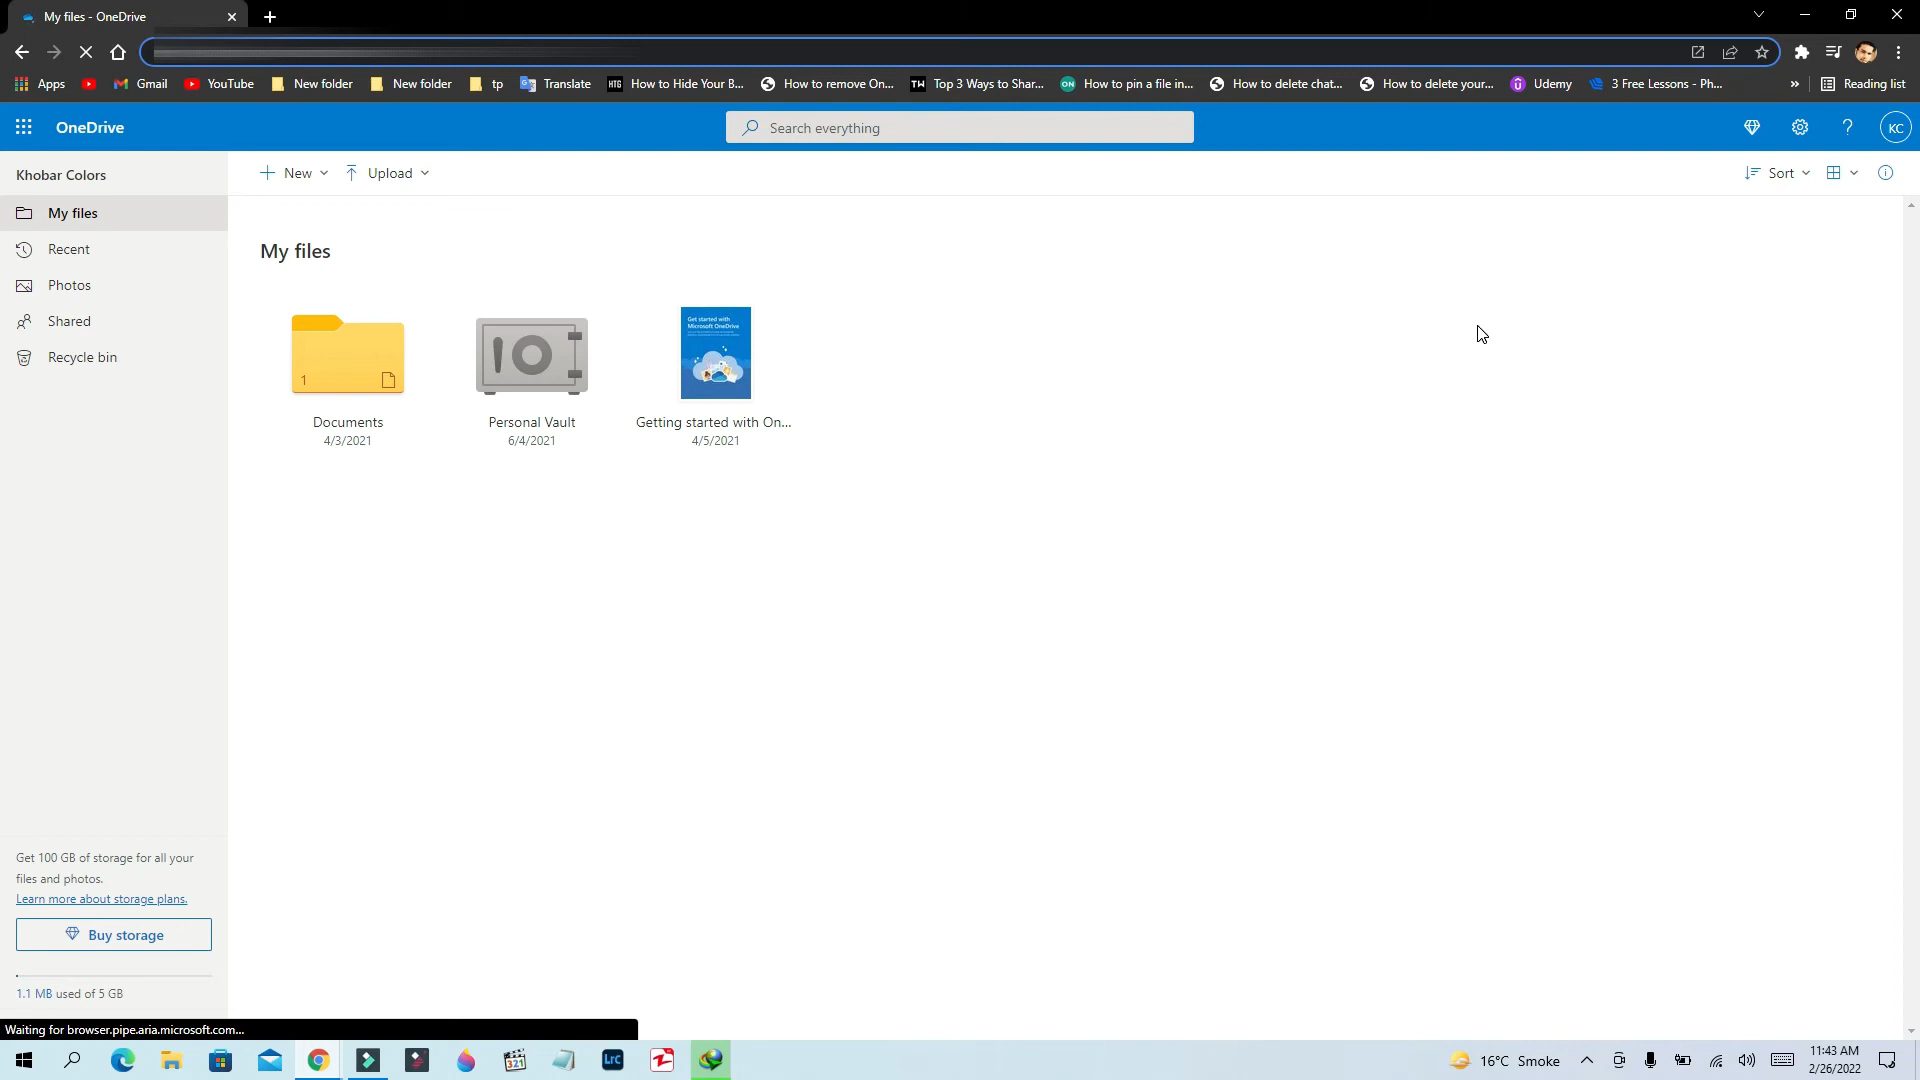 My files - OneDrive
Apps
Gmail
YouTube
New folder
New folder
tp
Translate
HTG
How to Hide Your B...
How to remove On...
TW
Top 3 Ways to Shar...
ON
How to pin a file in...
How to delete chat...
How to delete your...
Udemy
3 Free Lessons - Ph...
»
Reading list
OneDrive
Search everything
KC
Khobar Colors
New
Upload
Sort
My files
Recent
Photos
Shared
Recycle bin
My files
1
Documents
4/3/2021
Personal Vault
6/4/2021
Get started with
Microsoft OneDrive
Getting started with On...
4/5/2021
Get 100 GB of storage for all your
files and photos.
Learn more about storage plans.
Buy storage
1.1 MB used of 5 GB
Waiting for browser.pipe.aria.microsoft.com...
321
Lrc
16°C Smoke
11:43 AM
2/26/2022